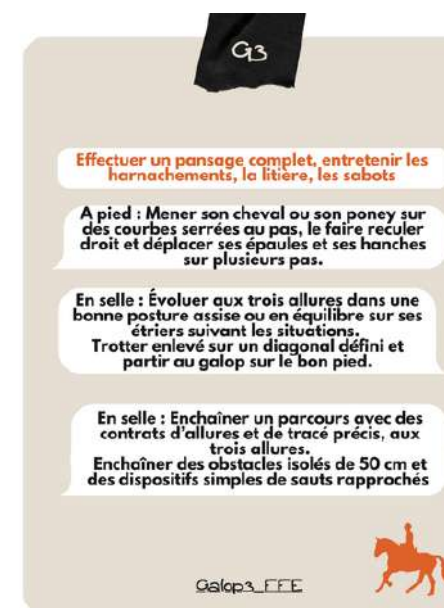 G3
Effectuer un pansage complet, entretenir les
harnachements, la litière, les sabots
A pied : Mener son cheval ou son poney sur
des courbes serrées au pas, le faire reculer
droit et déplacer ses épaules et ses hanches
sur plusieurs pas.
En selle : Évoluer aux trois allures dans une
bonne posture assise ou en équilibre sur ses
étriers suivant les situations.
Trotter enlevé sur un diagonal défini et
partir au galop sur le bon pied.
En selle : Enchaîner un parcours avec des
contrats d'allures et de tracé précis, aux
trois allures.
Enchaîner des obstacles isolés de 50 cm et
des dispositifs simples de sauts rapprochés
Galop3_FFE